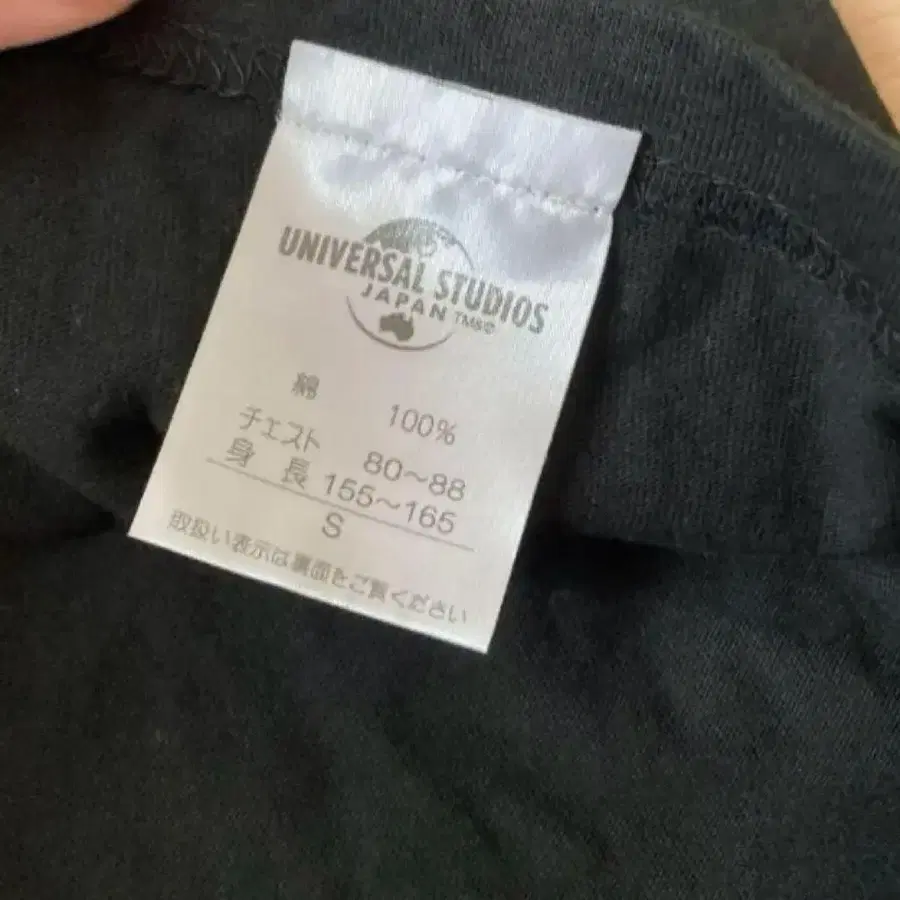 UNIVERSAL STUDIOS
JAPAN TM&©
綿 100%
チェスト 80～88
身長 155～165
S
取扱い表示は裏面をご覧ください